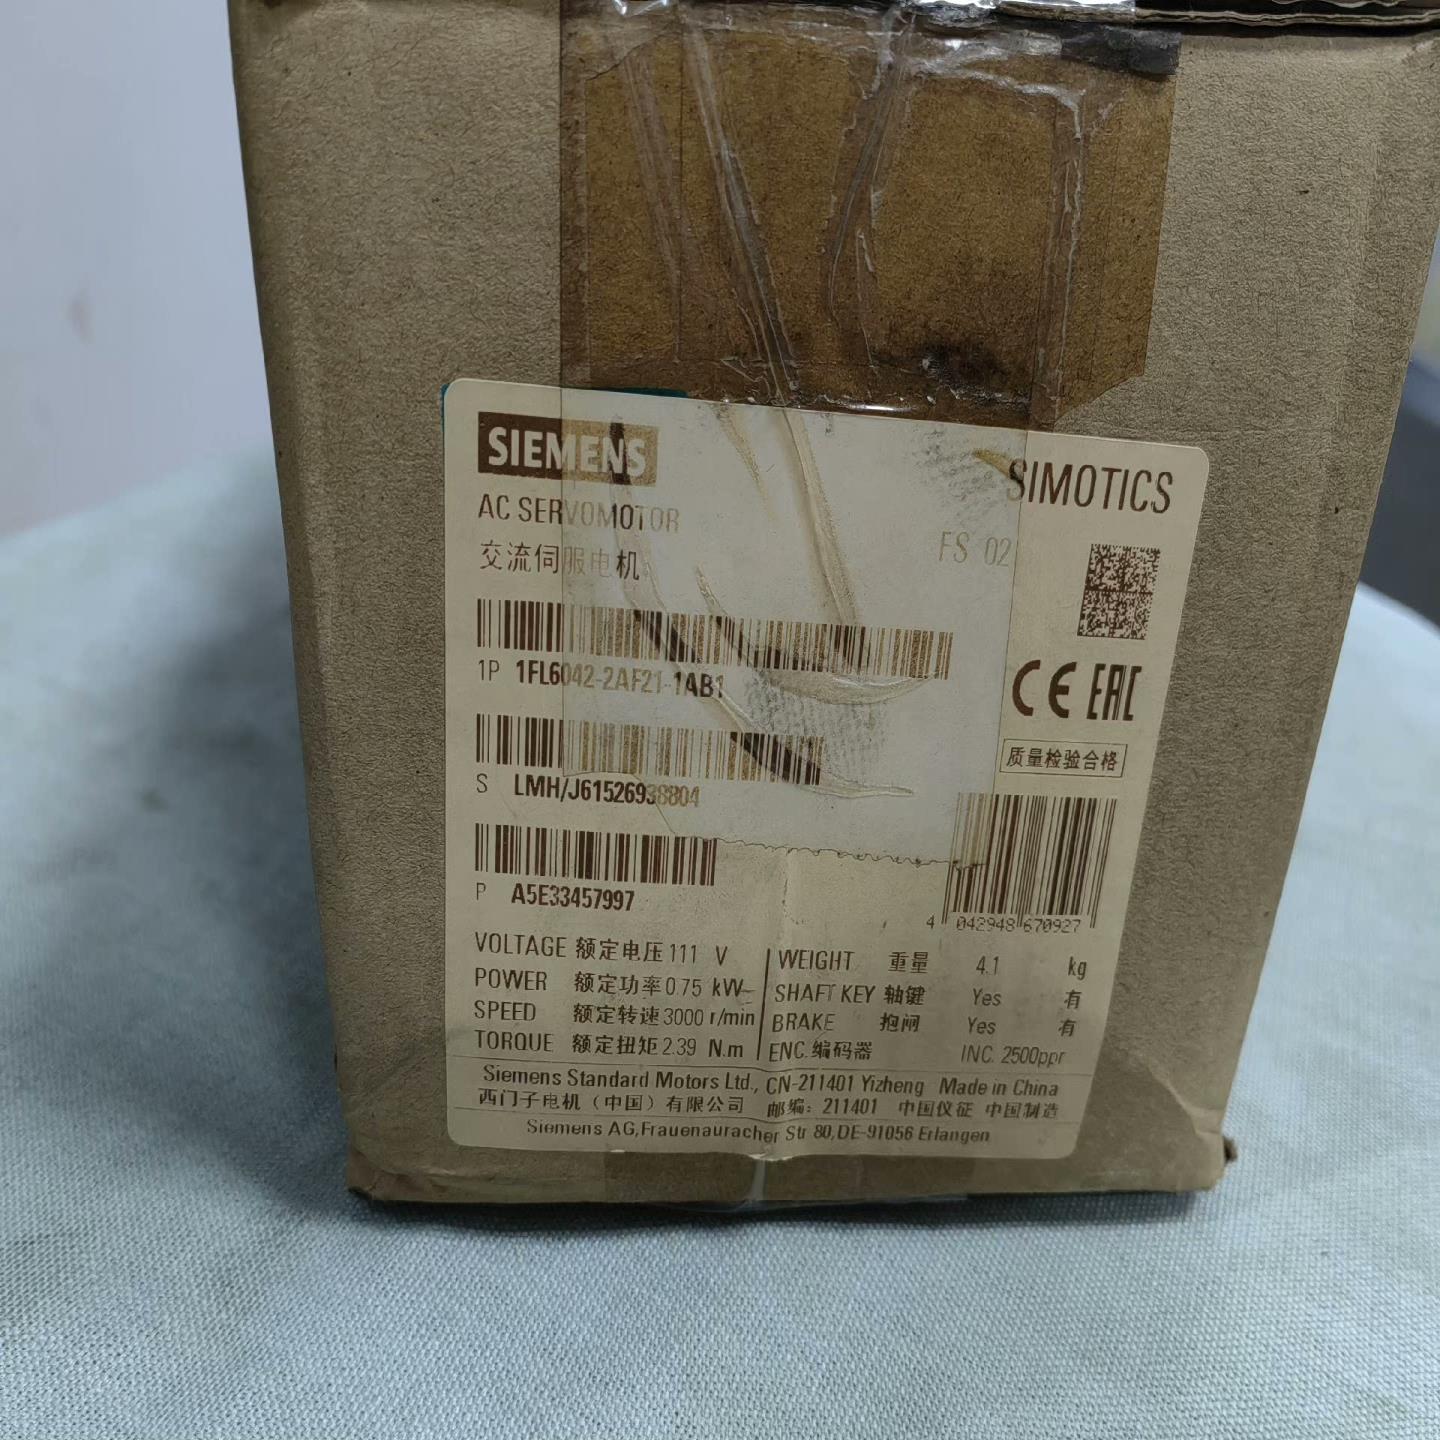 SIEMENS
SIMOTICS
AC SERVOMOTOR
交流伺服电机
FS 02
1P 1FL6042-2AF21-1AB1
CE EAC
S LMH/J61526938804
质量检验合格
P A5E33457997
4 042948 670927
VOLTAGE 额定电压 111 V
POWER 额定功率 0.75 kW
SPEED 额定转速 3000 r/min
TORQUE 额定扭矩 2.39 N.m
WEIGHT 重量 4.1 kg
SHAFT KEY 轴键 Yes 有
BRAKE 抱闸 Yes 有
ENC. 编码器 INC. 2500ppr
Siemens Standard Motors Ltd., CN-211401 Yizheng Made in China
西门子电机（中国）有限公司 邮编：211401 中国仪征 中国制造
Siemens AG,Frauenauracher Str 80,DE-91056 Erlangen